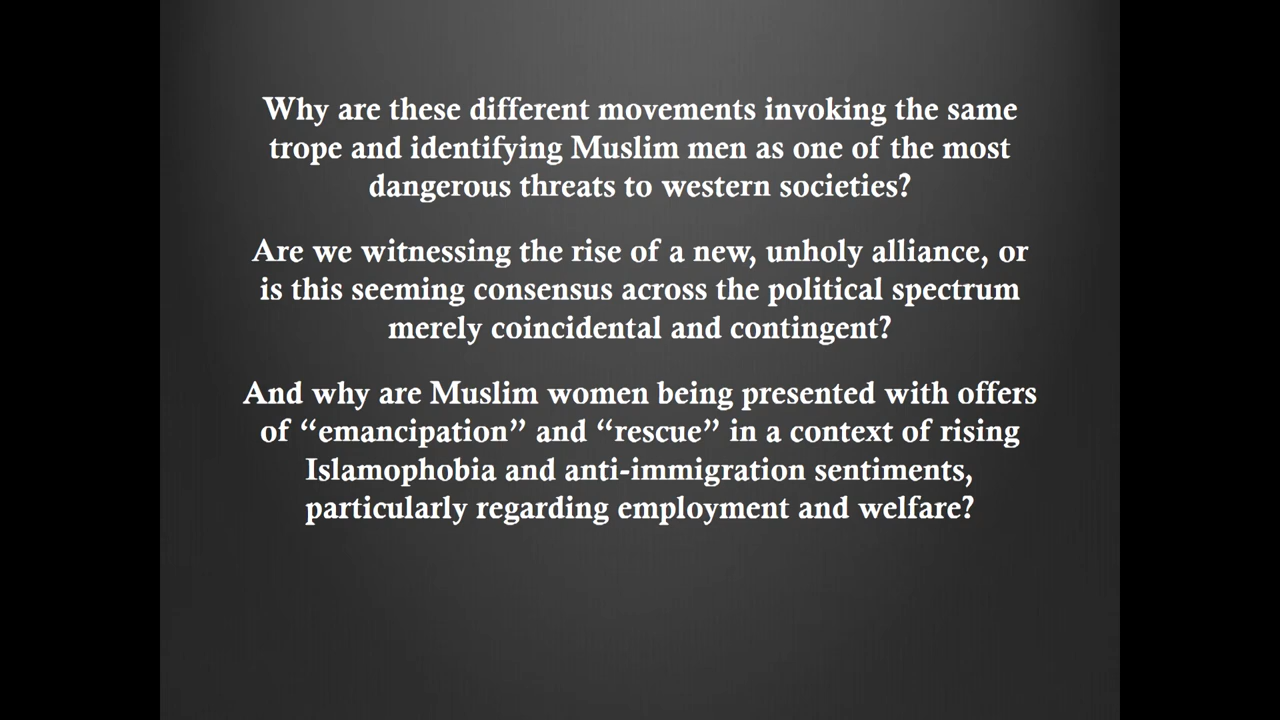 Why are these different movements invoking the same
trope and identifying Muslim men as one of the most
dangerous threats to western societies?
Are we witnessing the rise of a new, unholy alliance, or
is this seeming consensus across the political spectrum
merely coincidental and contingent?
And why are Muslim women being presented with offers
of “emancipation” and “rescue” in a context of rising
Islamophobia and anti-immigration sentiments,
particularly regarding employment and welfare?